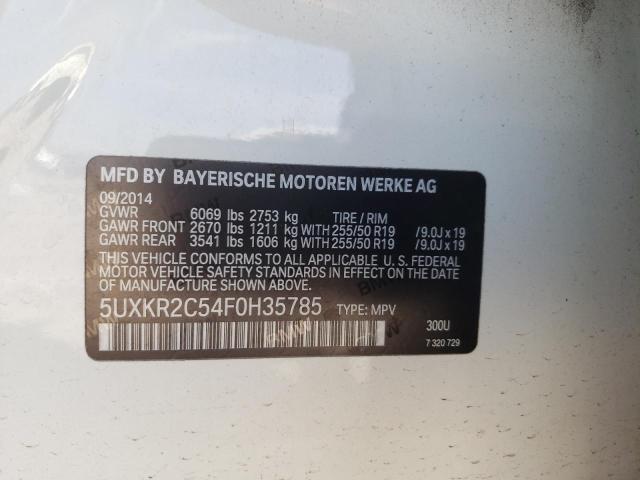 MFD BY BAYERISCHE MOTOREN WERKE AG
09/2014
GVWR 6069 lbs 2753 kg TIRE / RIM
GAWR FRONT 2670 lbs 1211 kg WITH 255/50 R19 /9.0J x 19
GAWR REAR 3541 lbs 1606 kg WITH 255/50 R19 /9.0J x 19
THIS VEHICLE CONFORMS TO ALL APPLICABLE U. S. FEDERAL
MOTOR VEHICLE SAFETY STANDARDS IN EFFECT ON THE DATE
OF MANUFACTURE SHOWN ABOVE.
5UXKR2C54F0H35785 TYPE: MPV
300U
7 320 729